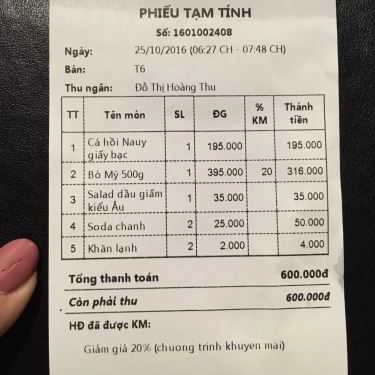 PHIẾU TẠM TÍNH
Số: 1601002408
Ngày: 25/10/2016 (06:27 CH - 07:48 CH)
Bàn: T6
Thu ngân: Đỗ Thị Hoàng Thu
TT Tên món SL ĐG % KM Thành tiền
1 Cá hồi Nauy giấy bạc 1 195.000 195.000
2 Bò Mỹ 500g 1 395.000 20 316.000
3 Salad dầu giấm kiểu Âu 1 35.000 35.000
4 Soda chanh 2 25.000 50.000
5 Khăn lạnh 2 2.000 4.000
Tổng thanh toán 600.000đ
Còn phải thu 600.000đ
HĐ đã được KM:
Giảm giá 20% (chuong trinh khuyen mai)